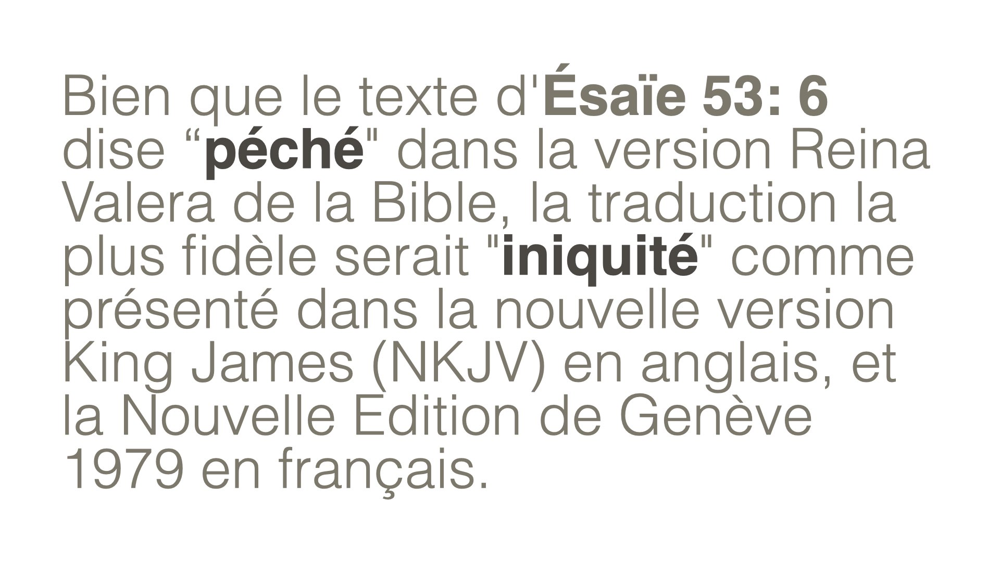 Bien que le texte d'Ésaïe 53: 6
dise “péché" dans la version Reina
Valera de la Bible, la traduction la
plus fidèle serait "iniquité" comme
présenté dans la nouvelle version
King James (NKJV) en anglais, et
la Nouvelle Edition de Genève
1979 en français.